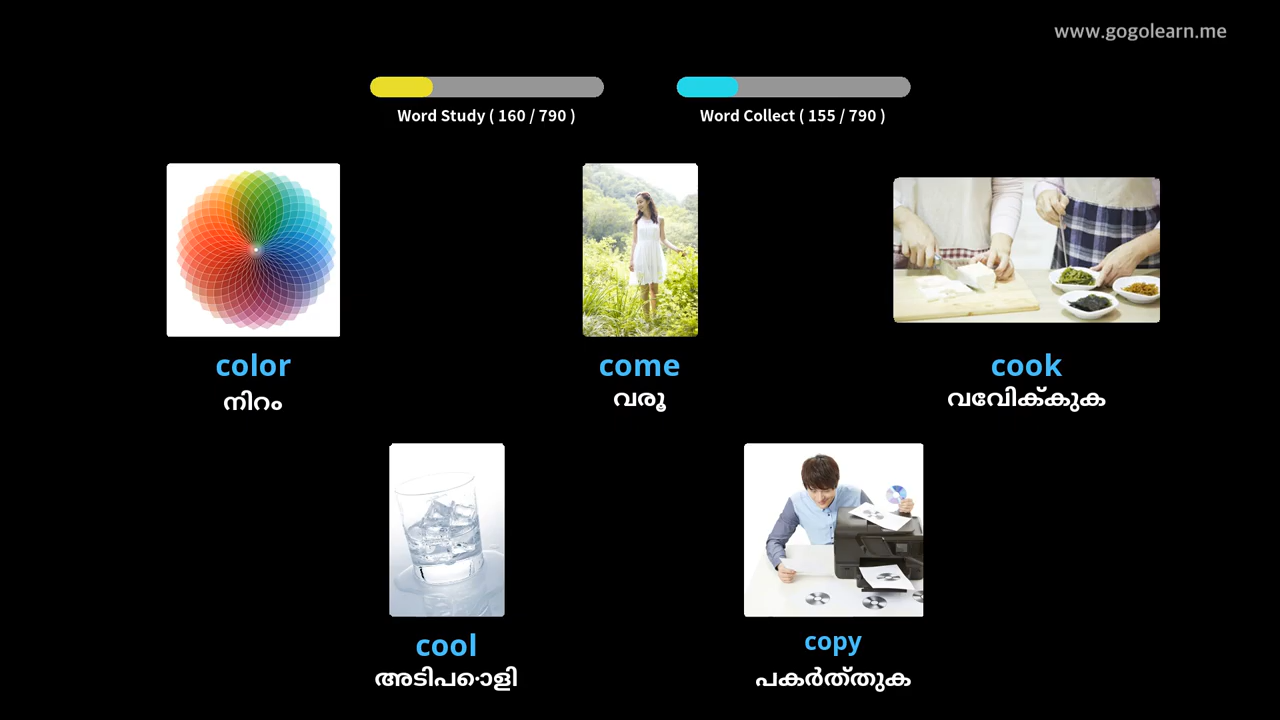 www.gogolearn.me
Word Study ( 160 / 790 )
Word Collect ( 155 / 790 )
color
നിറം
come
വരൂ
cook
വേവിക്കുക
cool
അടിപൊളി
copy
പകർത്തുക